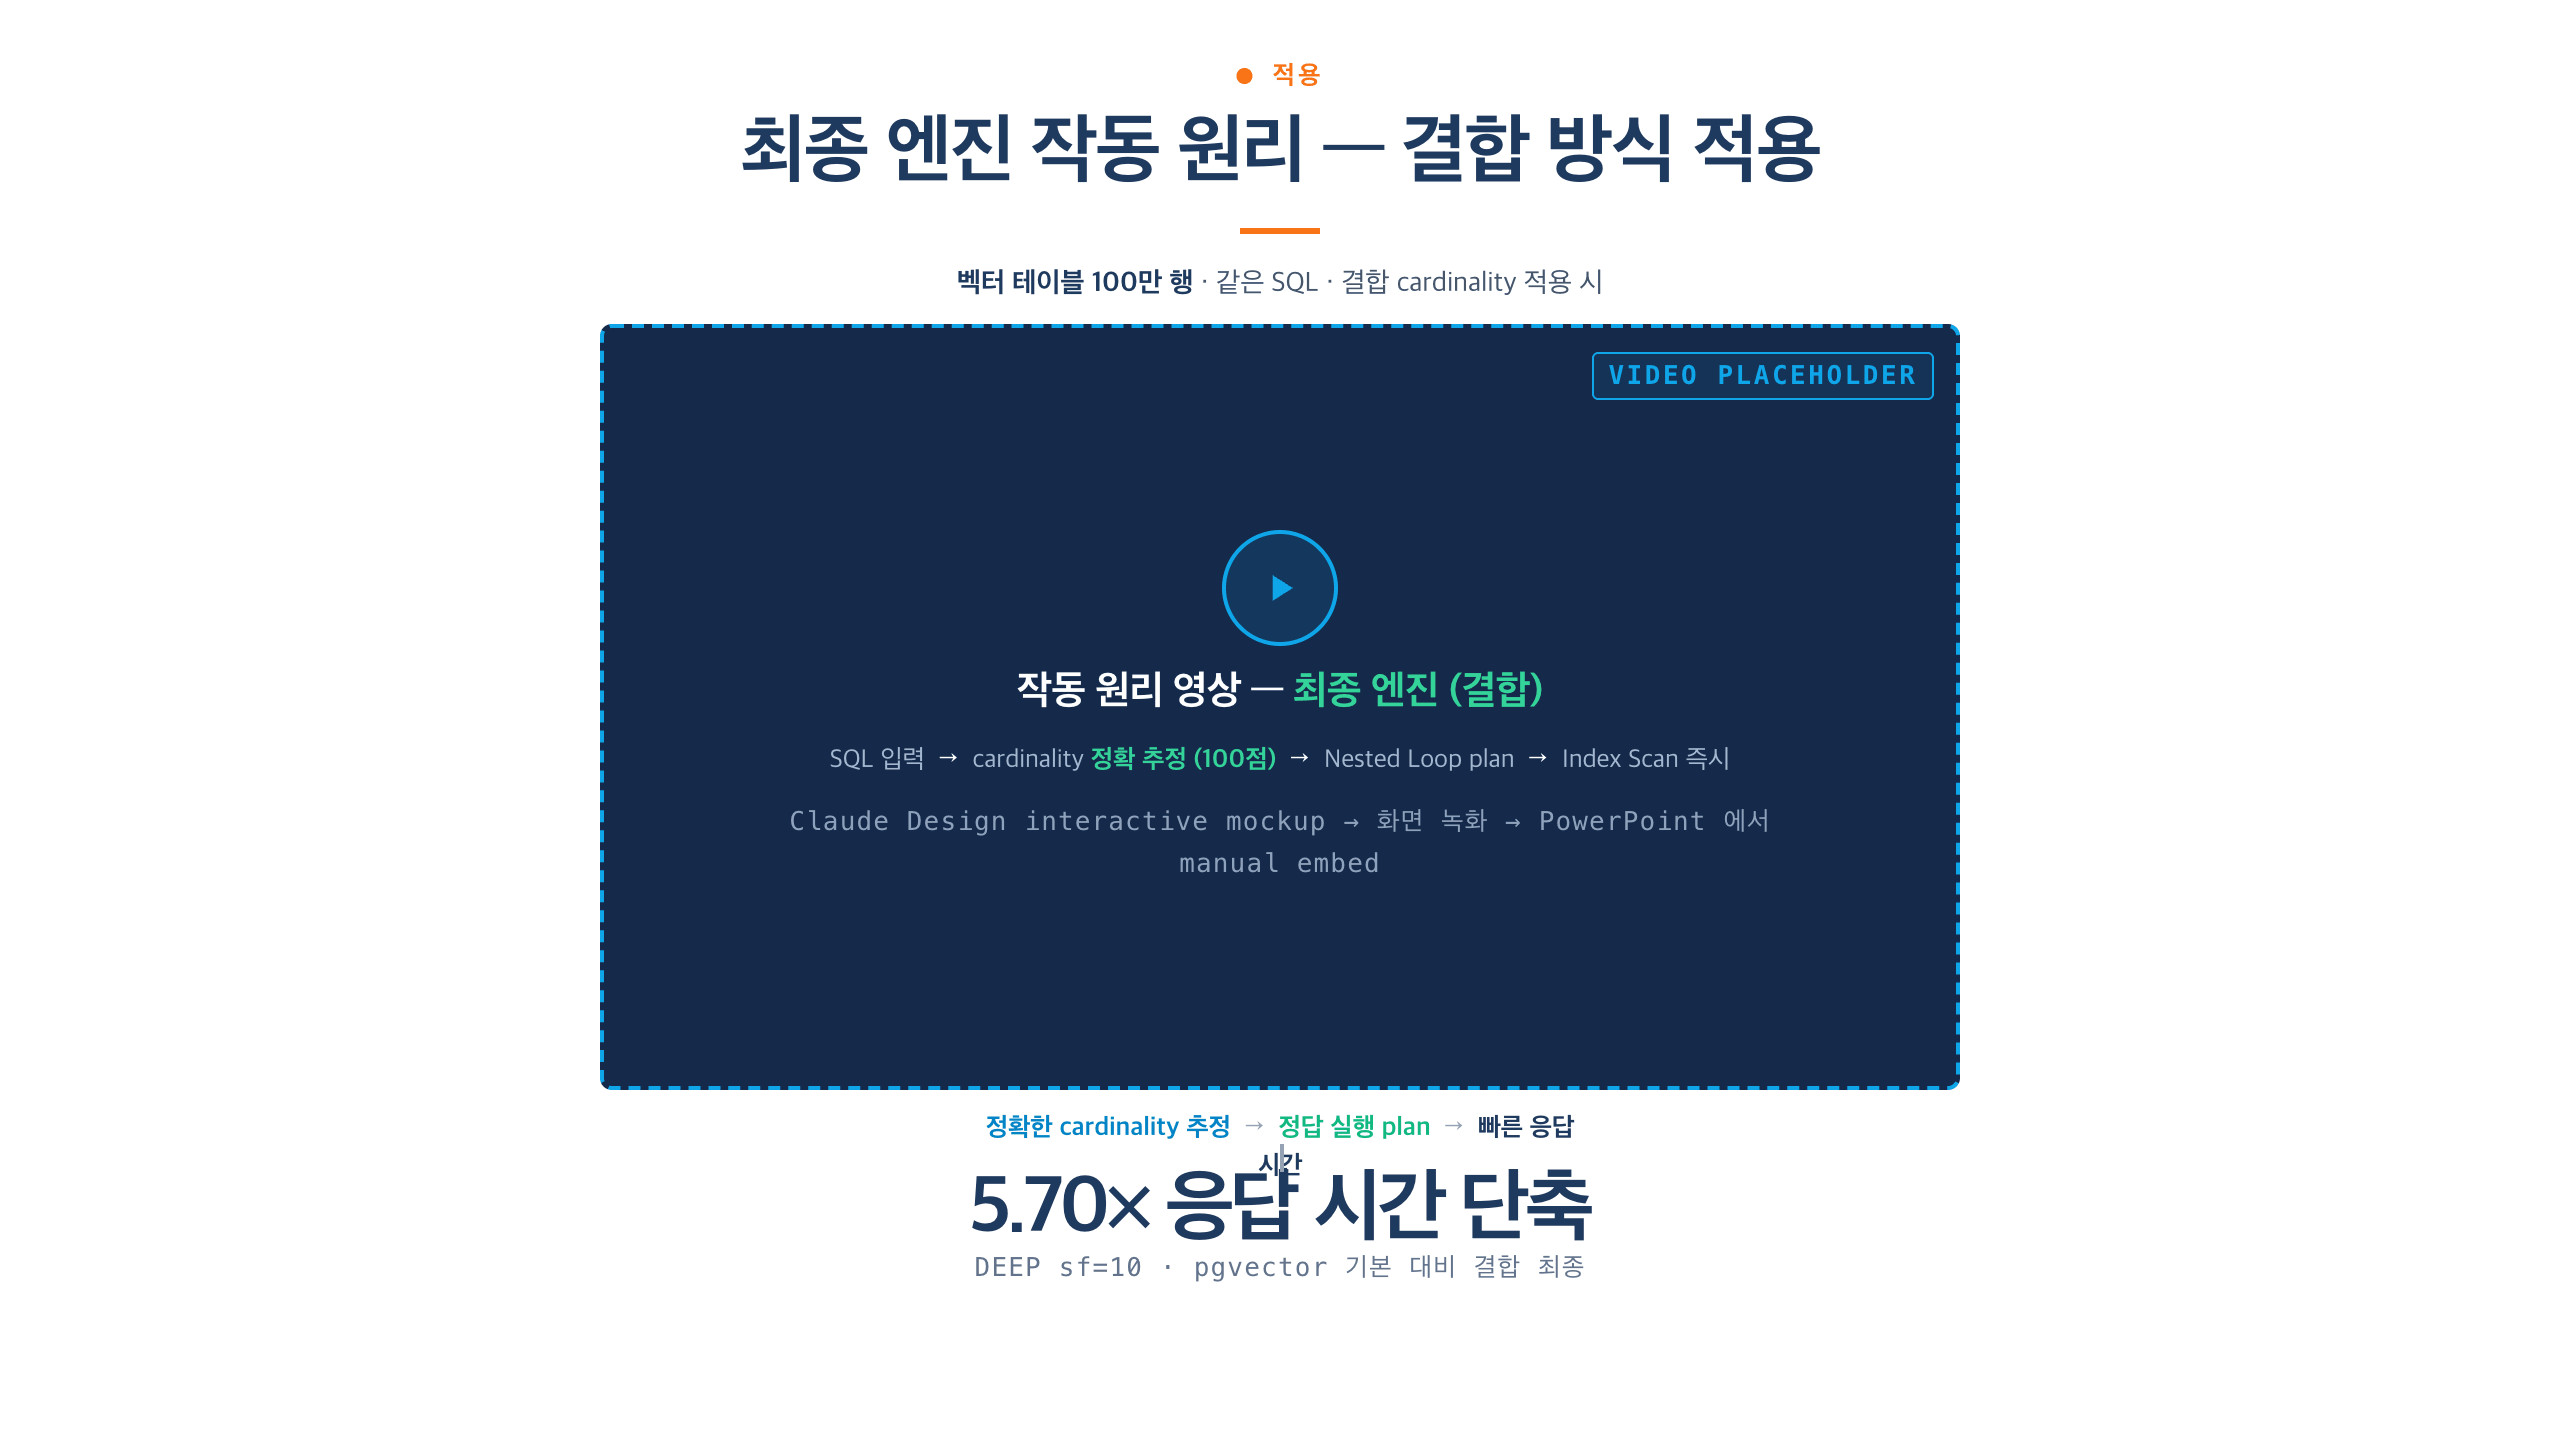 ● 적용
최종 엔진 작동 원리 — 결합 방식 적용
벡터 테이블 100만 행 · 같은 SQL · 결합 cardinality 적용 시
VIDEO PLACEHOLDER
작동 원리 영상 — 최종 엔진 (결합)
SQL 입력 → cardinality 정확 추정 (100점) → Nested Loop plan → Index Scan 즉시
Claude Design interactive mockup → 화면 녹화 → PowerPoint 에서
manual embed
정확한 cardinality 추정 → 정답 실행 plan → 빠른 응답
시간
5.70× 응답 시간 단축
DEEP sf=10 · pgvector 기본 대비 결합 최종